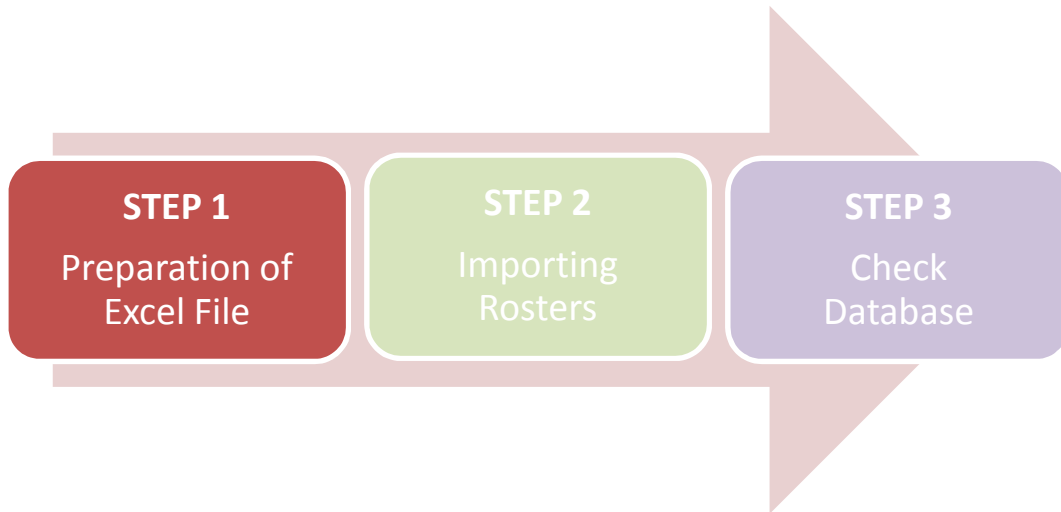 STEP 1
Preparation of
Excel File
STEP 2
Importing
Rosters
STEP 3
Check
Database